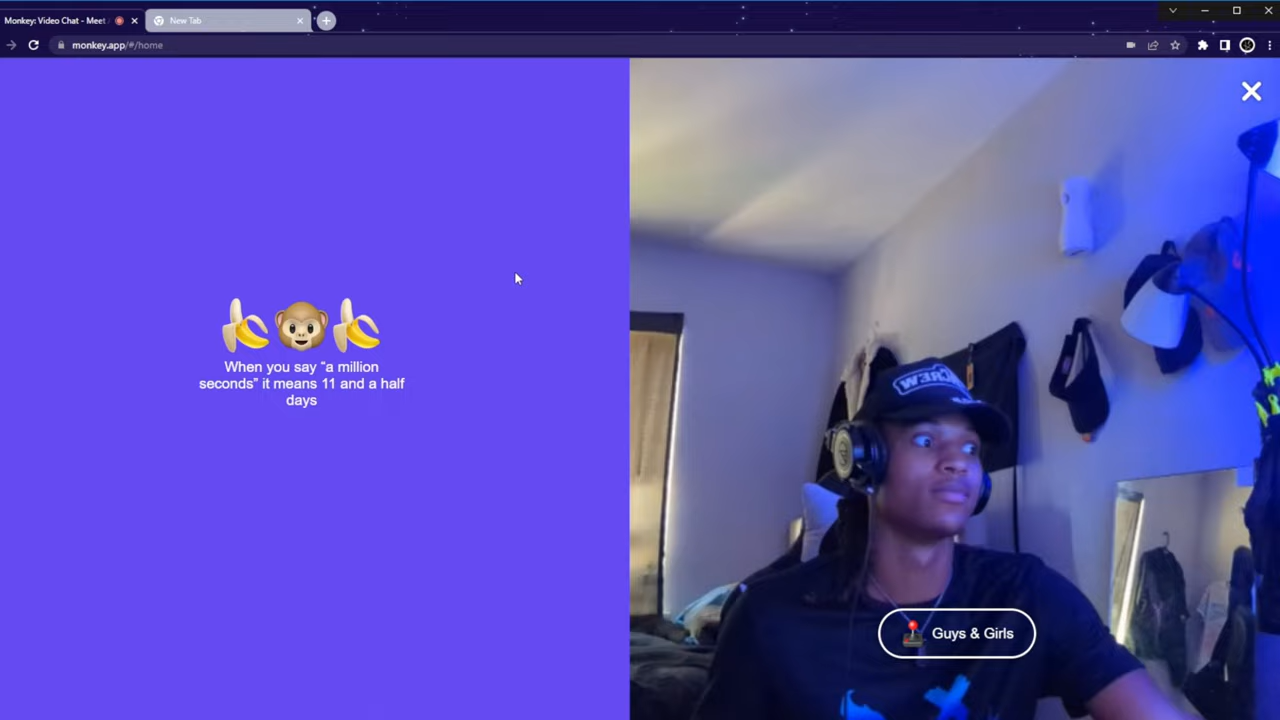 Monkey: Video Chat - Meet
New Tab
monkey.app/#/home
When you say “a million
seconds” it means 11 and a half
days
Guys & Girls